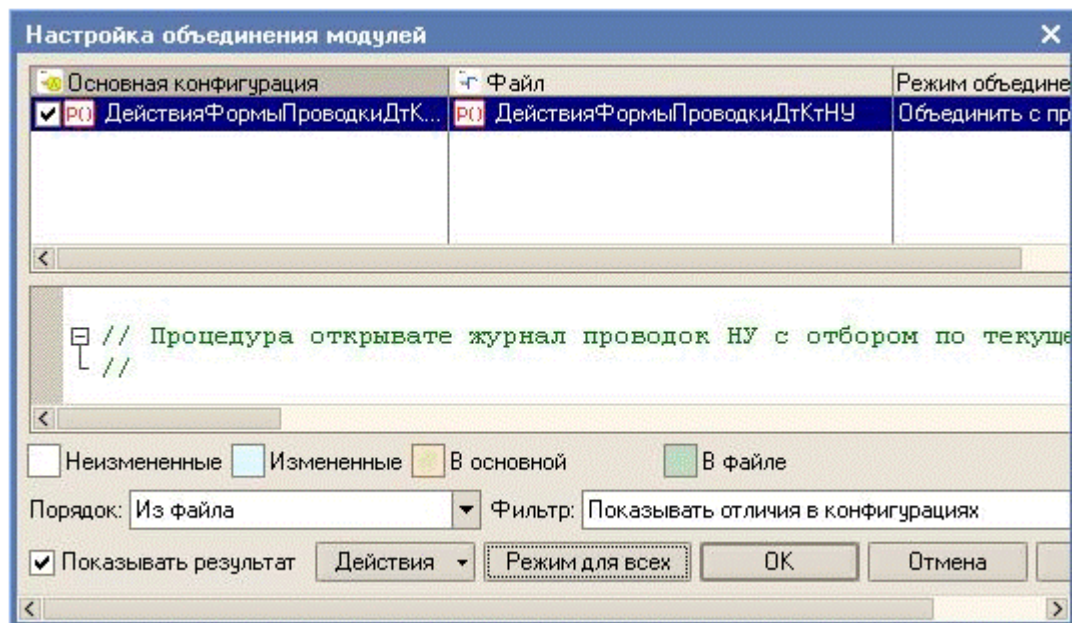 Настройка объединения модулей
Основная конфигурация Файл Режим объедине
P() ДействияФормыПроводкиДтК... P() ДействияФормыПроводкиДтКтНУ Объединить с пр
// Процедура открывате журнал проводок НУ с отбором по текуще
//
Неизмененные Измененные В основной В файле
Порядок: Из файла Фильтр: Показывать отличия в конфигурациях
Показывать результат Действия Режим для всех OK Отмена